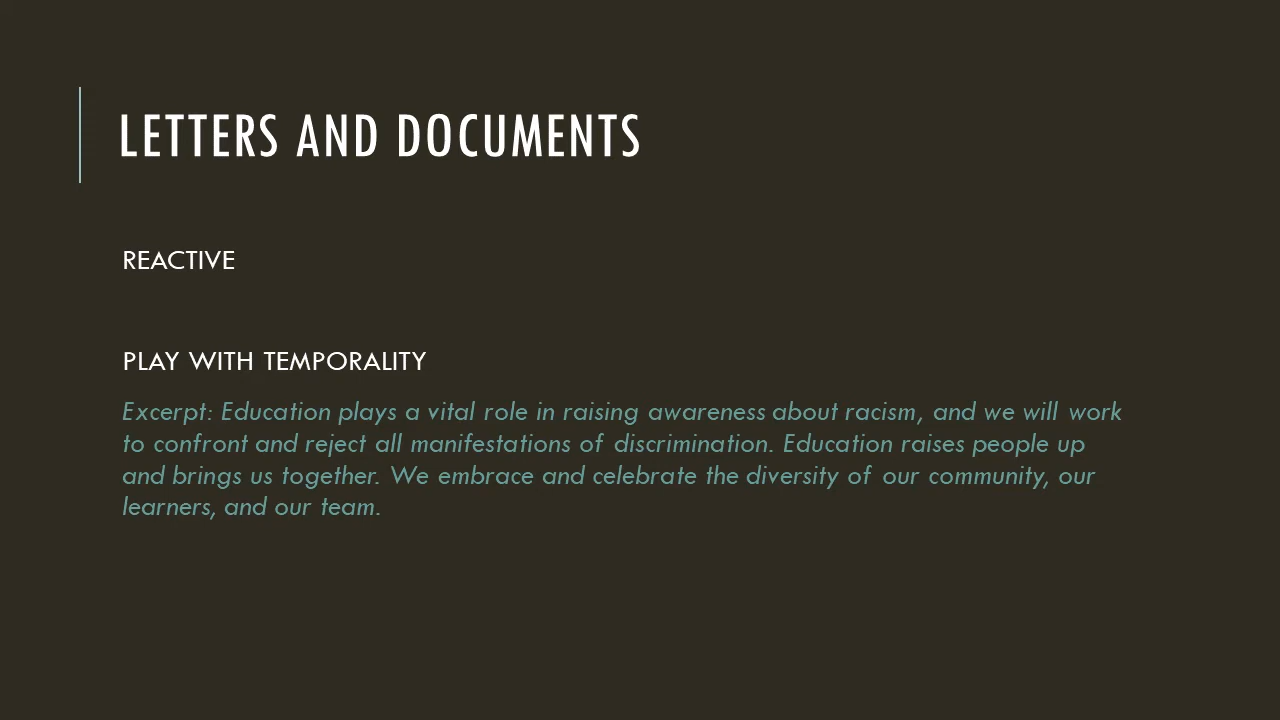 LETTERS AND DOCUMENTS
REACTIVE
PLAY WITH TEMPORALITY
Excerpt: Education plays a vital role in raising awareness about racism, and we will work
to confront and reject all manifestations of discrimination. Education raises people up
and brings us together. We embrace and celebrate the diversity of our community, our
learners, and our team.